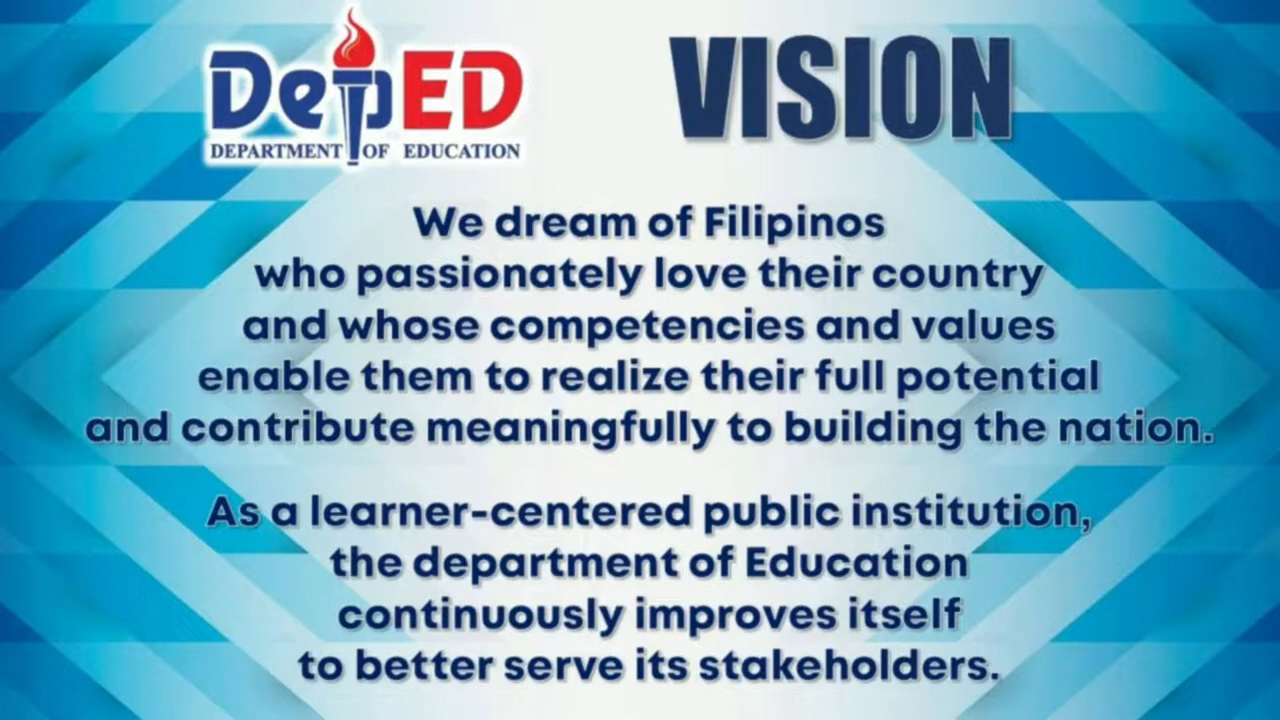 DepED
DEPARTMENT OF EDUCATION
VISION
We dream of Filipinos
who passionately love their country
and whose competencies and values
enable them to realize their full potential
and contribute meaningfully to building the nation.
As a learner-centered public institution,
the department of Education
continuously improves itself
to better serve its stakeholders.